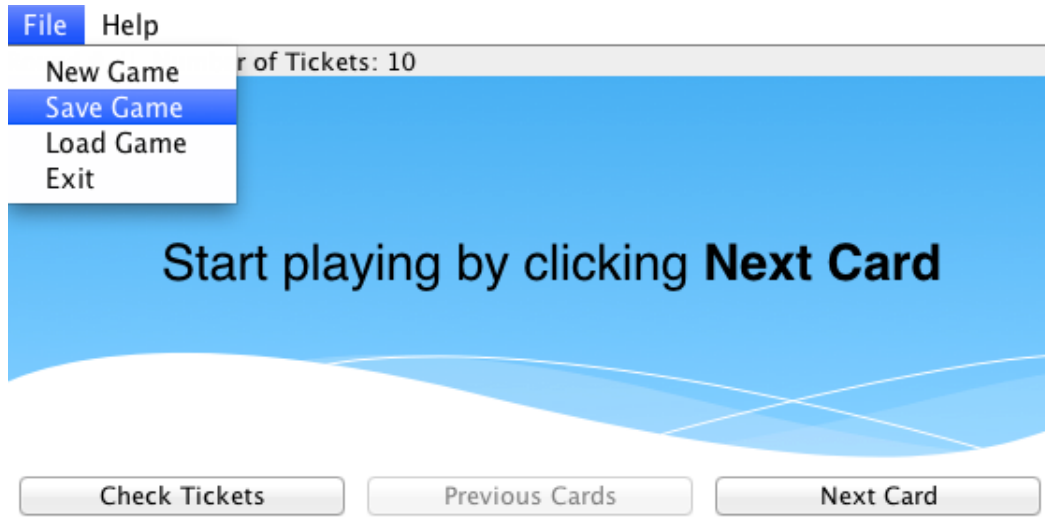 File Help
New Game
r of Tickets: 10
Save Game
Load Game
Exit
Start playing by clicking Next Card
Check Tickets Previous Cards Next Card